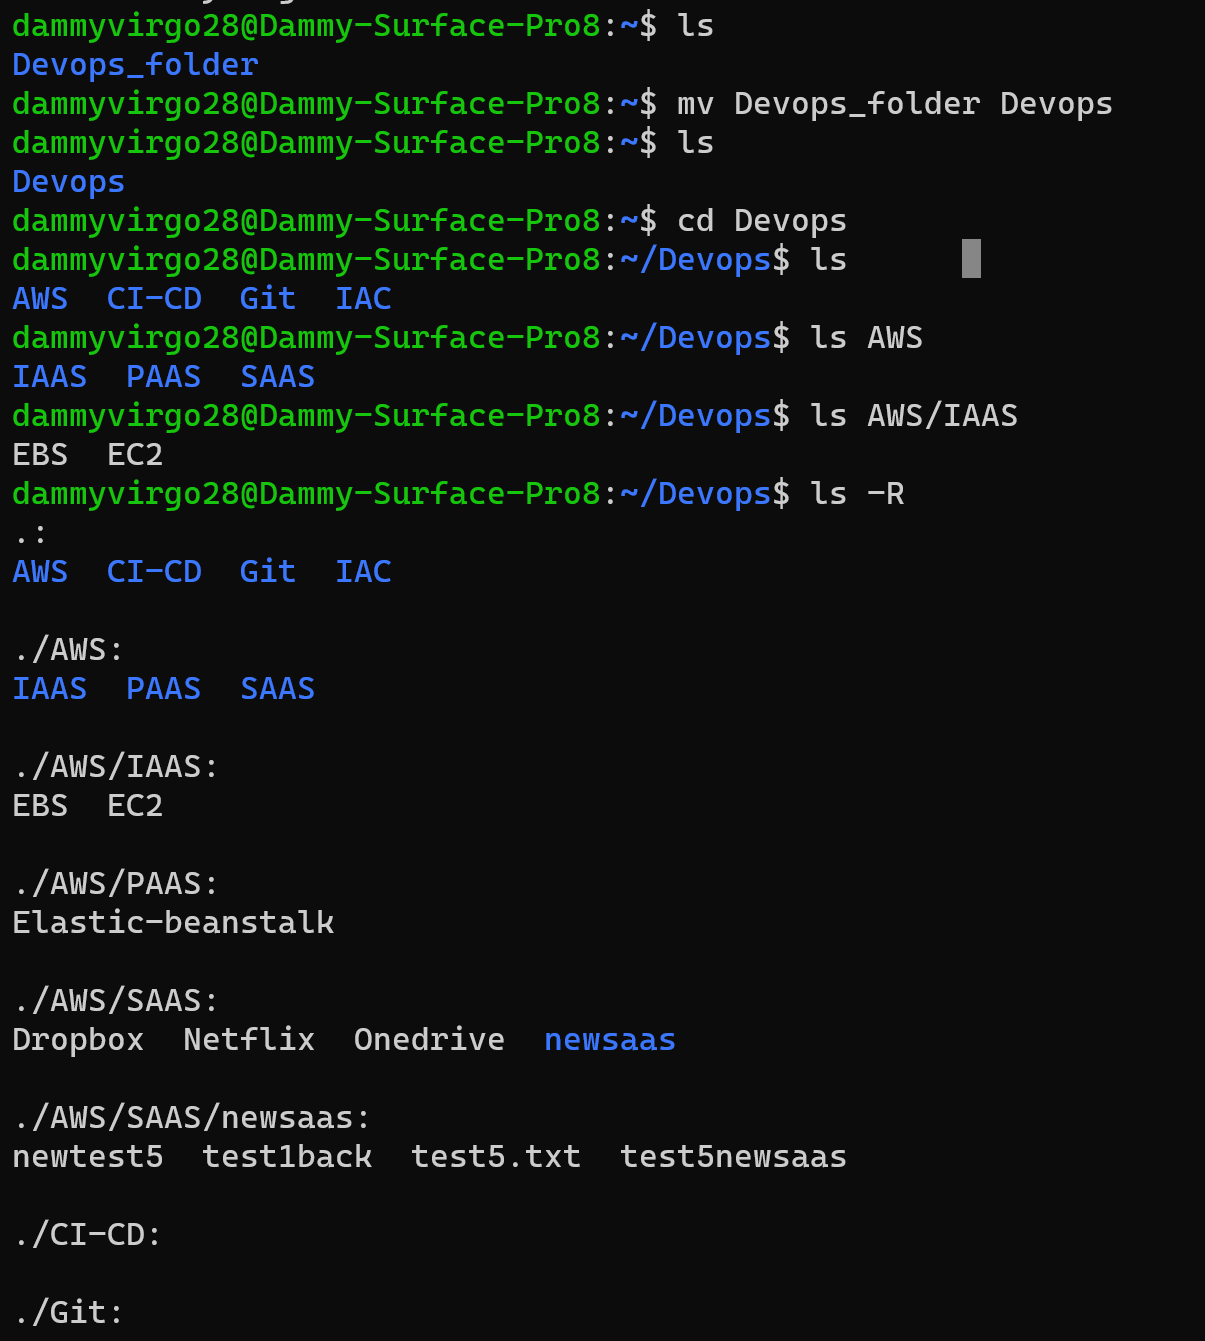 dammyvirgo28@Dammy-Surface-Pro8:~$ ls
Devops_folder
dammyvirgo28@Dammy-Surface-Pro8:~$ mv Devops_folder Devops
dammyvirgo28@Dammy-Surface-Pro8:~$ ls
Devops
dammyvirgo28@Dammy-Surface-Pro8:~$ cd Devops
dammyvirgo28@Dammy-Surface-Pro8:~/Devops$ ls
AWS  CI-CD  Git  IAC
dammyvirgo28@Dammy-Surface-Pro8:~/Devops$ ls AWS
IAAS  PAAS  SAAS
dammyvirgo28@Dammy-Surface-Pro8:~/Devops$ ls AWS/IAAS
EBS  EC2
dammyvirgo28@Dammy-Surface-Pro8:~/Devops$ ls -R
.:
AWS  CI-CD  Git  IAC

./AWS:
IAAS  PAAS  SAAS

./AWS/IAAS:
EBS  EC2

./AWS/PAAS:
Elastic-beanstalk

./AWS/SAAS:
Dropbox  Netflix  Onedrive  newsaas

./AWS/SAAS/newsaas:
newtest5  test1back  test5.txt  test5newsaas

./CI-CD:

./Git: